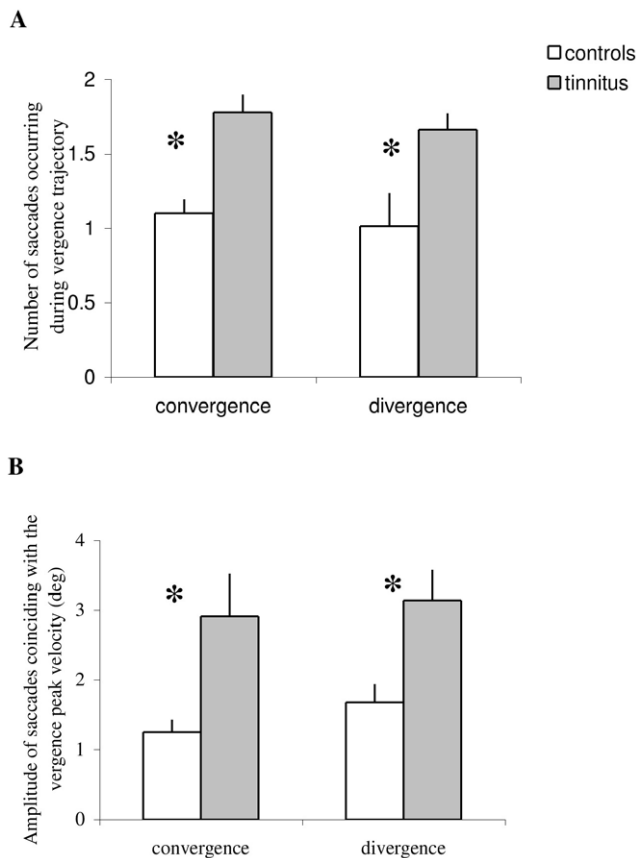 A
controls
tinnitus
Number of saccades occurring
during vergence trajectory
2
1.5
1
0.5
0
*
*
convergence
divergence
B
Amplitude of saccades coinciding with the
vergence peak velocity (deg)
4
3
2
1
0
*
*
convergence
divergence